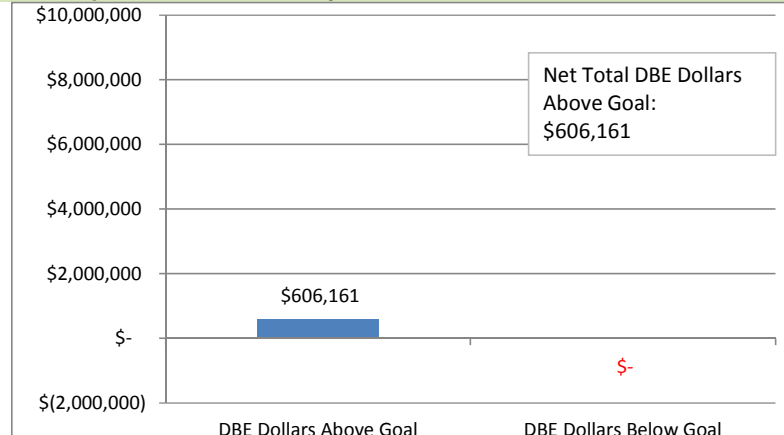 $10,000,000
$8,000,000
$6,000,000
$4,000,000
$2,000,000
$-
$(2,000,000)
Net Total DBE Dollars
Above Goal:
$606,161
$606,161
$-
DBE Dollars Above Goal
DBE Dollars Below Goal